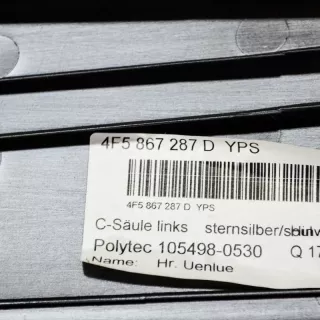 4F5 867 287 D YPS
4F5 867 287 D YPS
C-Säule links sternsilber/
Polytec 105498-0530 Q 17
Name: Hr. Uenlue